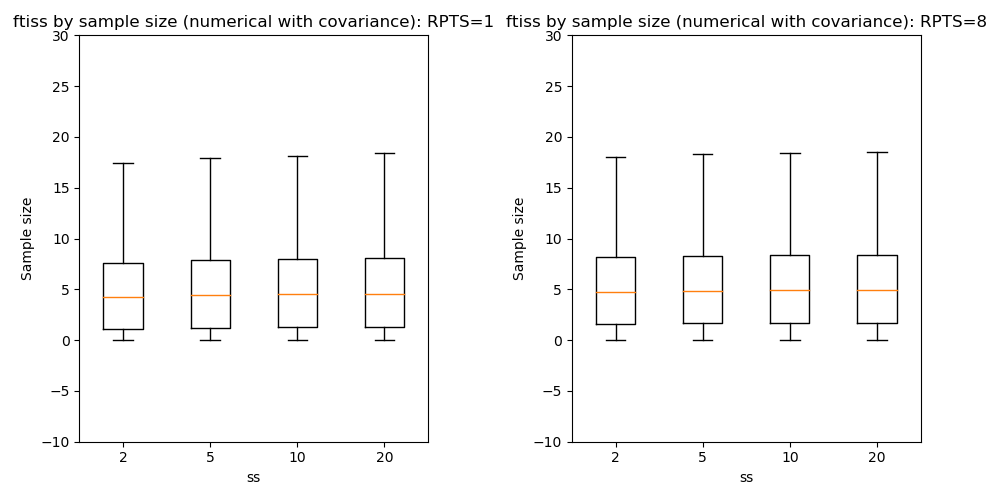 ftiss by sample size (numerical with covariance): RPTS=1
30
25
20
15
10
5
0
−5
−10
Sample size
2 5 10 20
ss
ftiss by sample size (numerical with covariance): RPTS=8
30
25
20
15
10
5
0
−5
−10
Sample size
2 5 10 20
ss